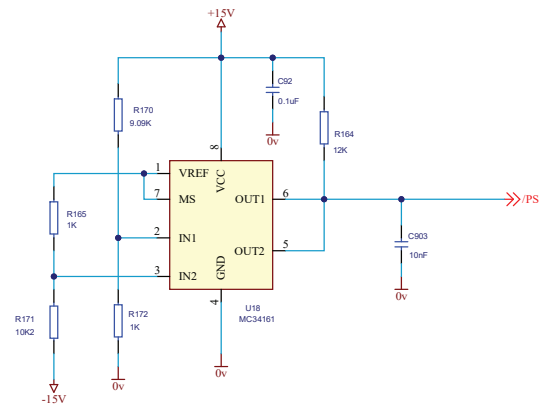 +15V
R170
9.09K
C92
0.1uF
0v
R164
12K
8
1
VREF
VCC
7
MS
OUT1
6
/PS
R165
1K
2
IN1
OUT2
5
C903
10nF
3
IN2
GND
4
R171
10K2
R172
1K
U18
MC34161
-15V
0v
0v
0v